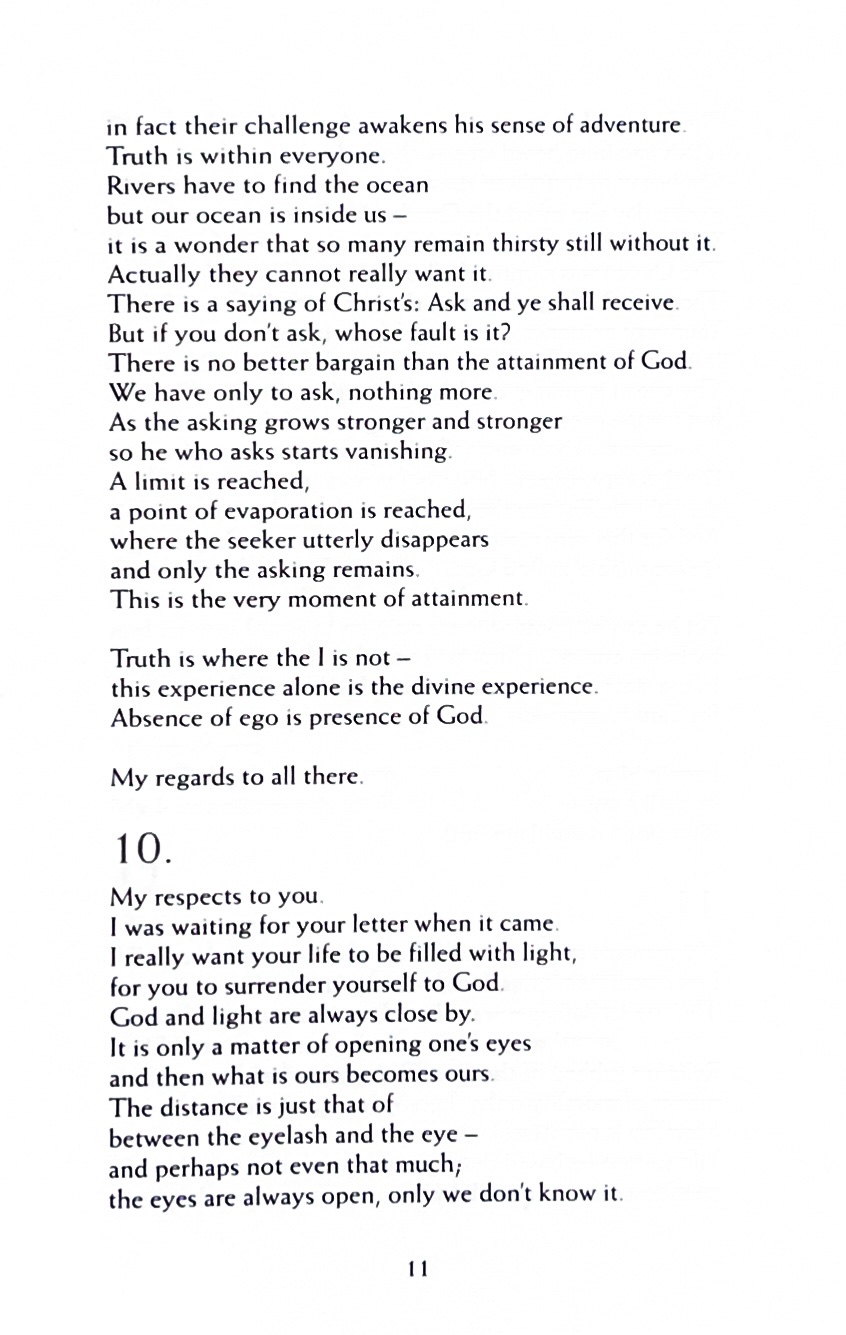 in fact their challenge awakens his sense of adventure.
Truth is within everyone.
Rivers have to find the ocean
but our ocean is inside us –
it is a wonder that so many remain thirsty still without it.
Actually they cannot really want it.
There is a saying of Christ's: Ask and ye shall receive.
But if you don't ask, whose fault is it?
There is no better bargain than the attainment of God.
We have only to ask, nothing more.
As the asking grows stronger and stronger
so he who asks starts vanishing.
A limit is reached,
a point of evaporation is reached,
where the seeker utterly disappears
and only the asking remains.
This is the very moment of attainment.
Truth is where the I is not –
this experience alone is the divine experience.
Absence of ego is presence of God.
My regards to all there.
10.
My respects to you.
I was waiting for your letter when it came.
I really want your life to be filled with light,
for you to surrender yourself to God.
God and light are always close by.
It is only a matter of opening one's eyes
and then what is ours becomes ours.
The distance is just that of
between the eyelash and the eye –
and perhaps not even that much;
the eyes are always open, only we don't know it.
11